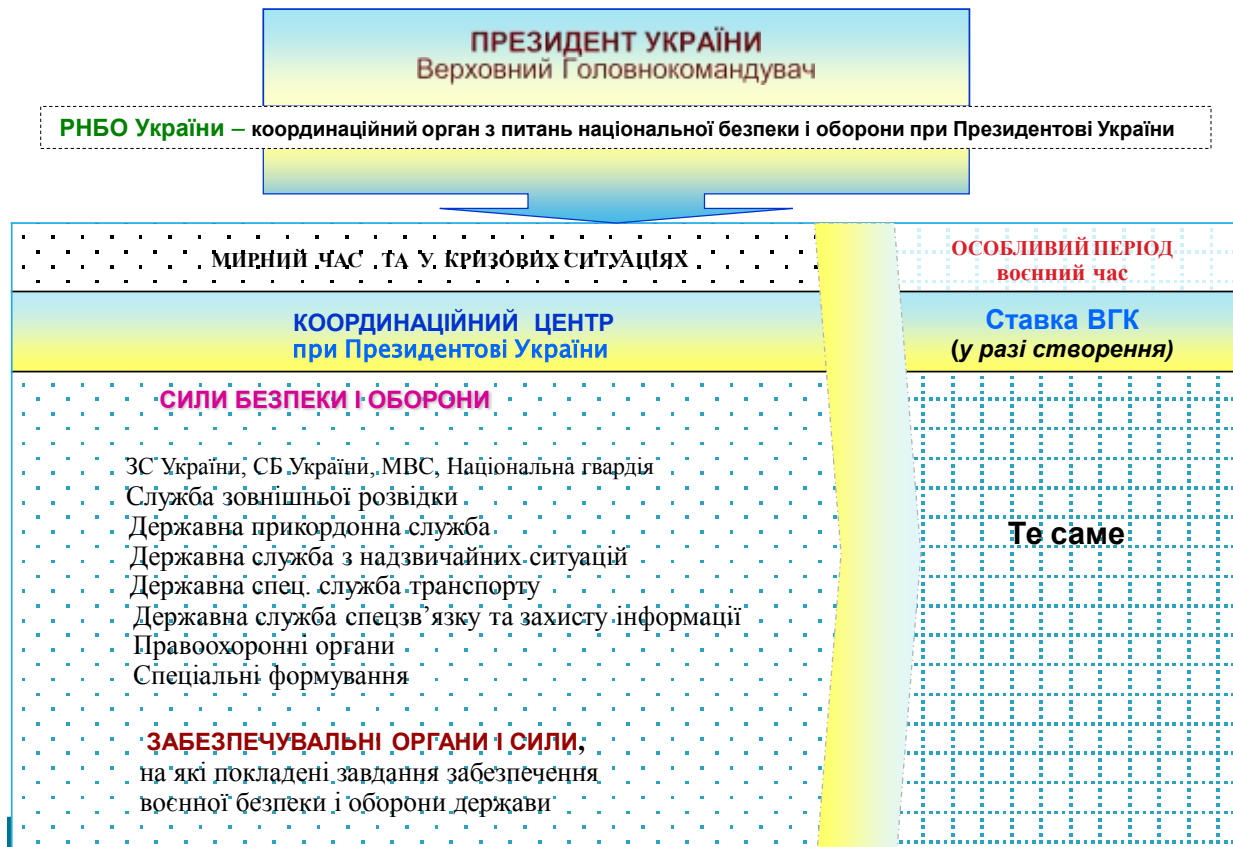 ПРЕЗИДЕНТ УКРАЇНИ
Верховний Головнокомандувач
РНБО України – координаційний орган з питань національної безпеки і оборони при Президентові України
МИРНИЙ ЧАС ТА У КРИЗОВИХ СИТУАЦІЯХ
ОСОБЛИВИЙ ПЕРІОД
воєнний час
КООРДИНАЦІЙНИЙ ЦЕНТР
при Президентові України
Ставка ВГК
(у разі створення)
СИЛИ БЕЗПЕКИ І ОБОРОНИ
ЗС України, СБ України, МВС, Національна гвардія
Служба зовнішньої розвідки
Державна прикордонна служба
Державна служба з надзвичайних ситуацій
Державна спец. служба транспорту
Державна служба спецзв’язку та захисту інформації
Правоохоронні органи
Спеціальні формування
Те саме
ЗАБЕЗПЕЧУВАЛЬНІ ОРГАНИ І СИЛИ,
на які покладені завдання забезпечення
воєнної безпеки і оборони держави